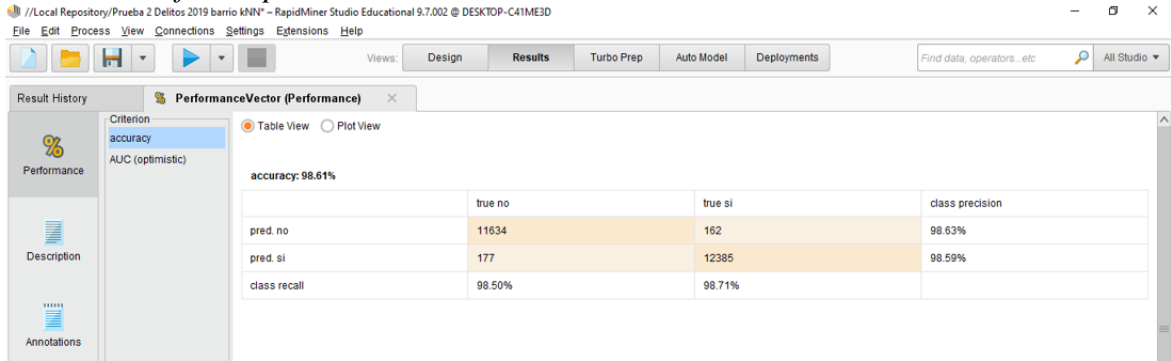 //Local Repository/Prueba 2 Delitos 2019 barrio kNN* – RapidMiner Studio Educational 9.7.002 @ DESKTOP-C41ME3D
File Edit Process View Connections Settings Extensions Help
Views: Design Results Turbo Prep Auto Model Deployments Find data, operators...etc All Studio
Result History % PerformanceVector (Performance)
Criterion
accuracy
AUC (optimistic)
%
Performance
Description
Annotations
Table View Plot View
accuracy: 98.61%
true no true si class precision
pred. no 11634 162 98.63%
pred. si 177 12385 98.59%
class recall 98.50% 98.71%